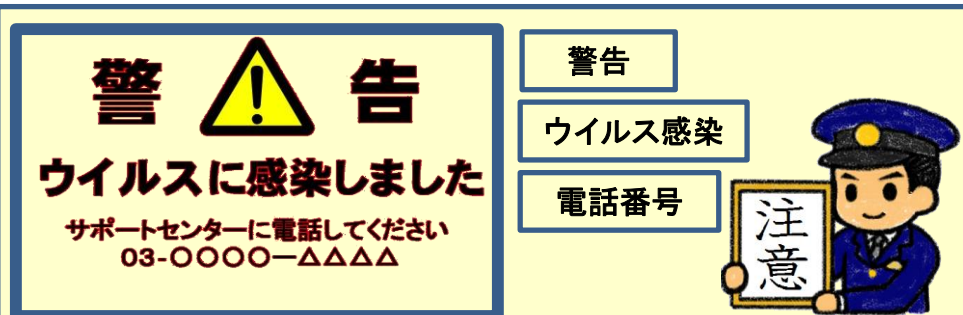 警告
ウイルスに感染しました
サポートセンターに電話してください
03-〇〇〇〇ー△△△△
警告
ウイルス感染
電話番号
注意